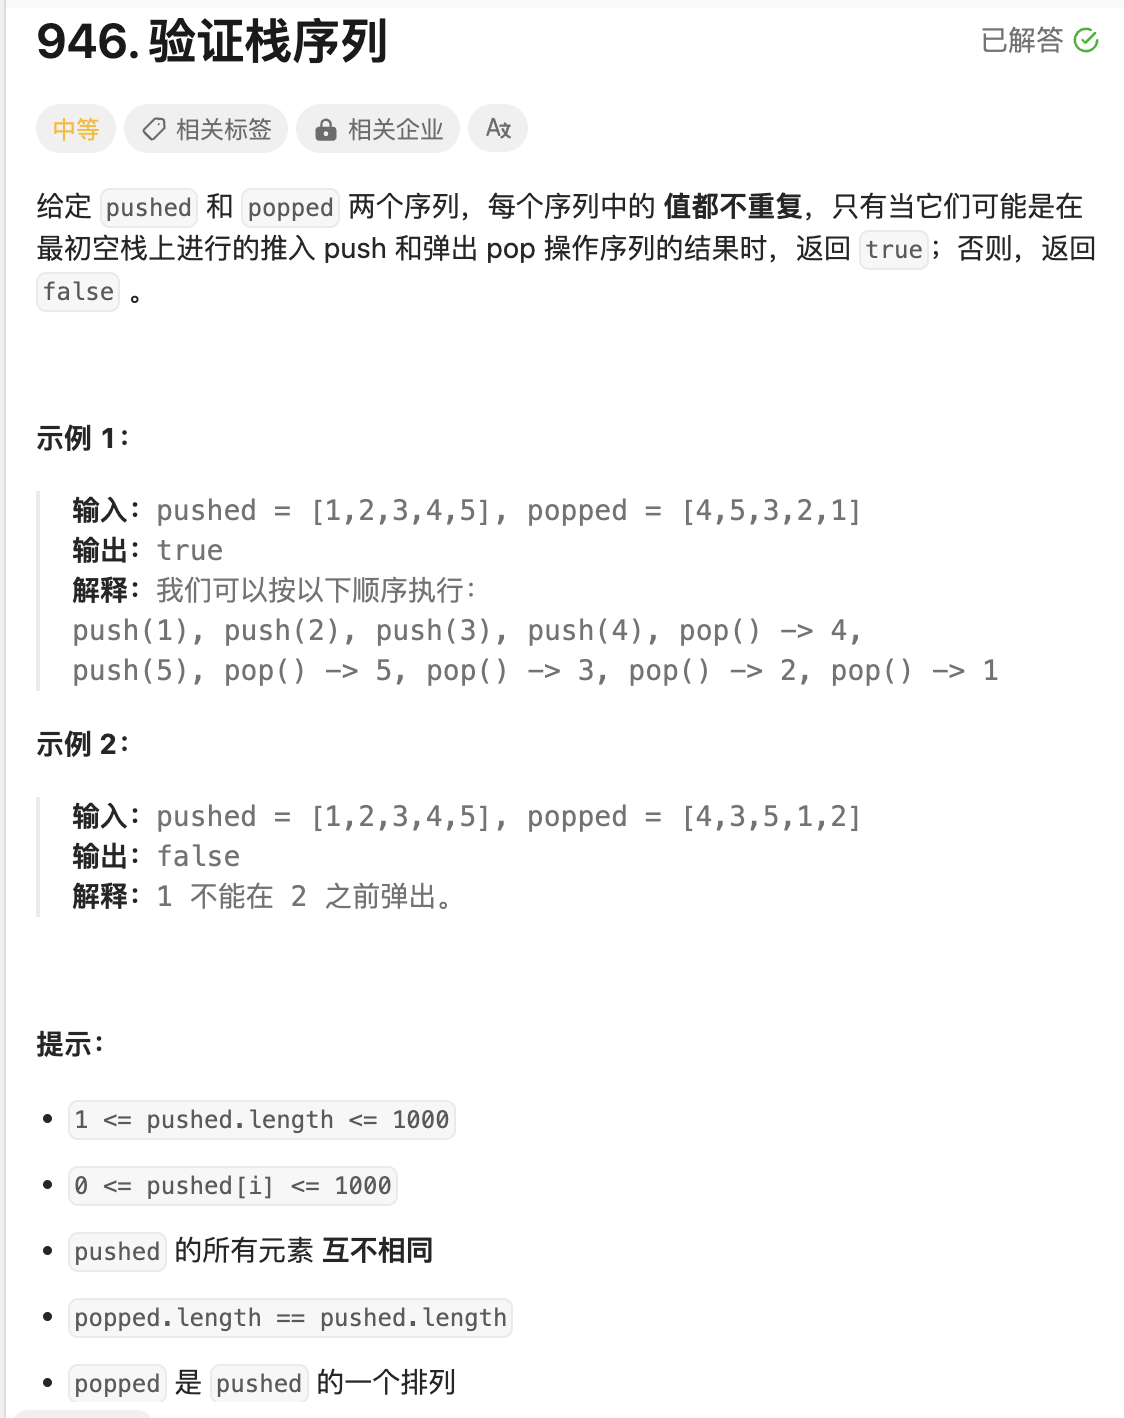 946. 验证栈序列
已解答
中等 相关标签 相关企业 A文
给定 pushed 和 popped 两个序列，每个序列中的 值都不重复，只有当它们可能是在
最初空栈上进行的推入 push 和弹出 pop 操作序列的结果时，返回 true；否则，返回
false 。
示例 1：
输入：pushed = [1,2,3,4,5], popped = [4,5,3,2,1]
输出：true
解释：我们可以按以下顺序执行：
push(1), push(2), push(3), push(4), pop() -> 4,
push(5), pop() -> 5, pop() -> 3, pop() -> 2, pop() -> 1
示例 2：
输入：pushed = [1,2,3,4,5], popped = [4,3,5,1,2]
输出：false
解释：1 不能在 2 之前弹出。
提示：
• 1 <= pushed.length <= 1000
• 0 <= pushed[i] <= 1000
• pushed 的所有元素 互不相同
• popped.length == pushed.length
• popped 是 pushed 的一个排列